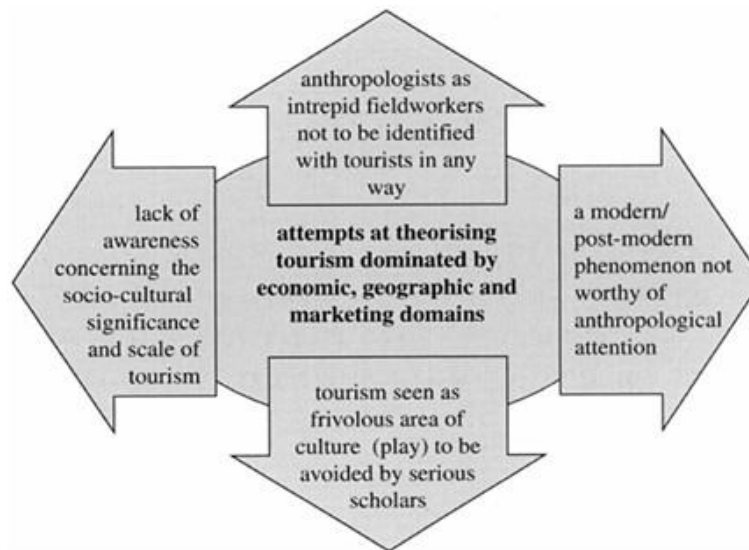 anthropologists as
intrepid fieldworkers
not to be identified
with tourists in any
way
lack of
awareness
concerning the
socio-cultural
significance
and scale of
tourism
attempts at theorising
tourism dominated by
economic, geographic and
marketing domains
a modern/
post-modern
phenomenon not
worthy of
anthropological
attention
tourism seen as
frivolous area of
culture (play) to be
avoided by serious
scholars